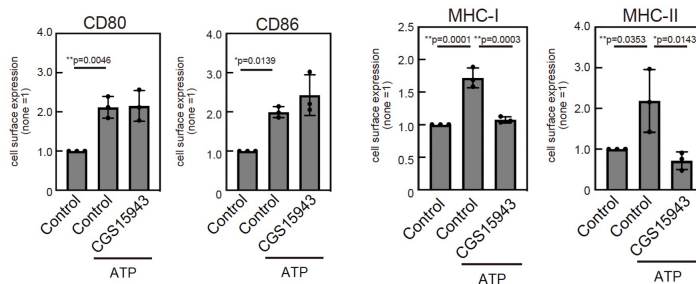 CD80
**p=0.0046
cell surface expression
(none =1)
4.0
3.0
2.0
1.0
0
Control
Control
CGS15943
ATP
CD86
*p=0.0139
cell surface expression
(none =1)
4.0
3.0
2.0
1.0
0
Control
Control
CGS15943
ATP
MHC-I
**p=0.0001 **p=0.0003
cell surface expression
(none =1)
2.5
2.0
1.5
1.0
0.5
0
Control
Control
CGS15943
ATP
MHC-II
**p=0.0353 *p=0.0143
cell surface expression
(none =1)
4.0
3.0
2.0
1.0
0
Control
Control
CGS15943
ATP